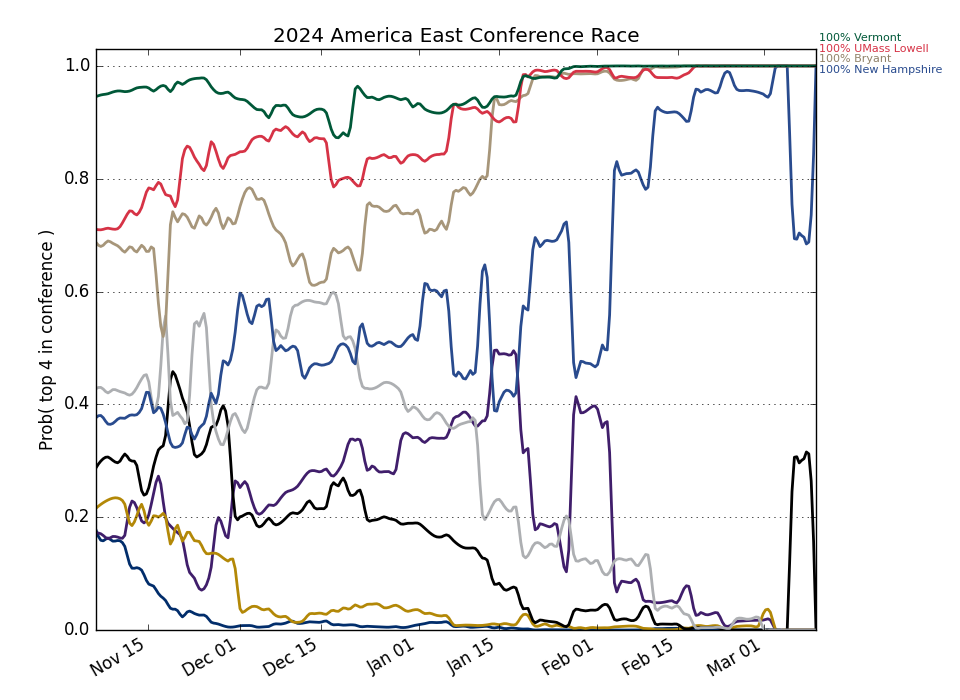 2024 America East Conference Race
100% Vermont
100% UMass Lowell
100% Bryant
100% New Hampshire
Prob( top 4 in conference )
1.0
0.8
0.6
0.4
0.2
0.0
Nov 15 Dec 01 Dec 15 Jan 01 Jan 15 Feb 01 Feb 15 Mar 01